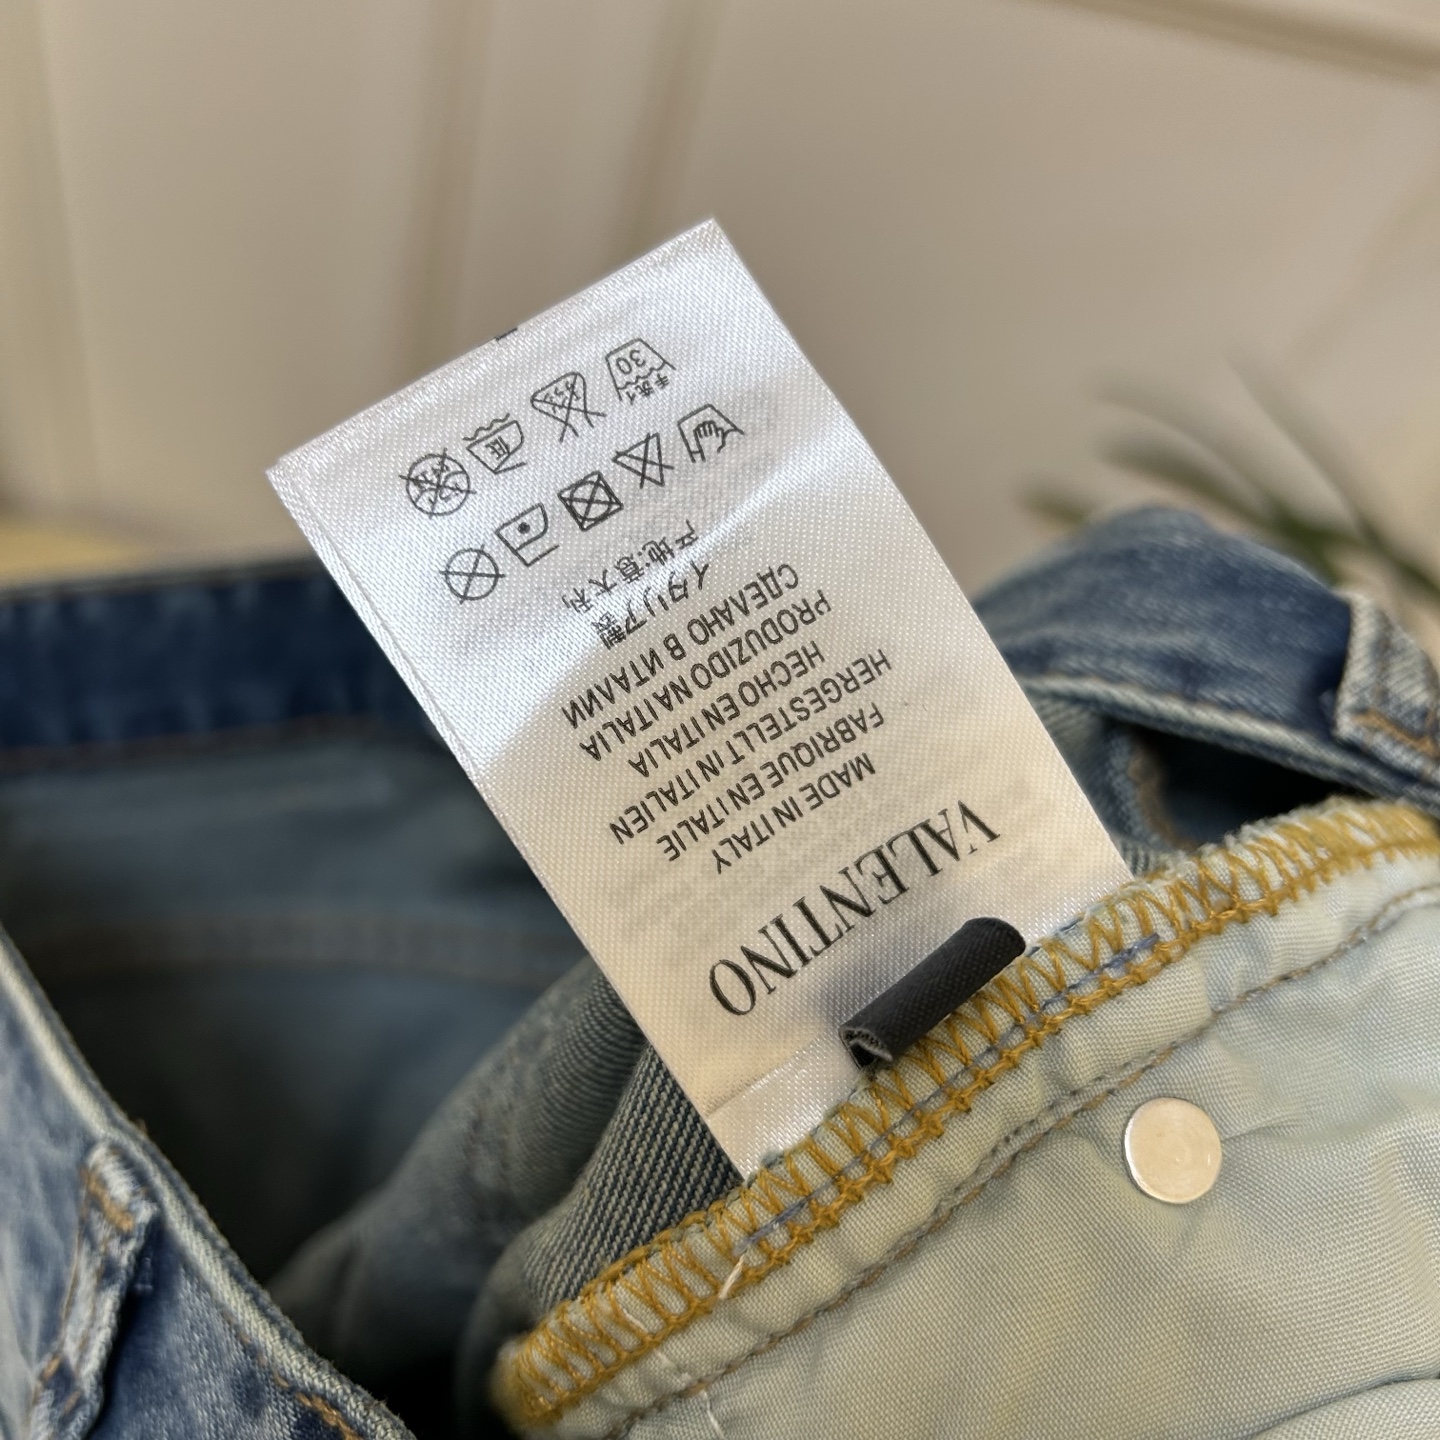 VALENTINO
MADE IN ITALY
FABRIQUE EN ITALIE
HERGESTELLT IN ITALIEN
HECHO EN ITALIA
PRODUZIDO NA ITALIA
СДЕЛАНО В ИТАЛИИ
イタリア製
产地:意大利
30